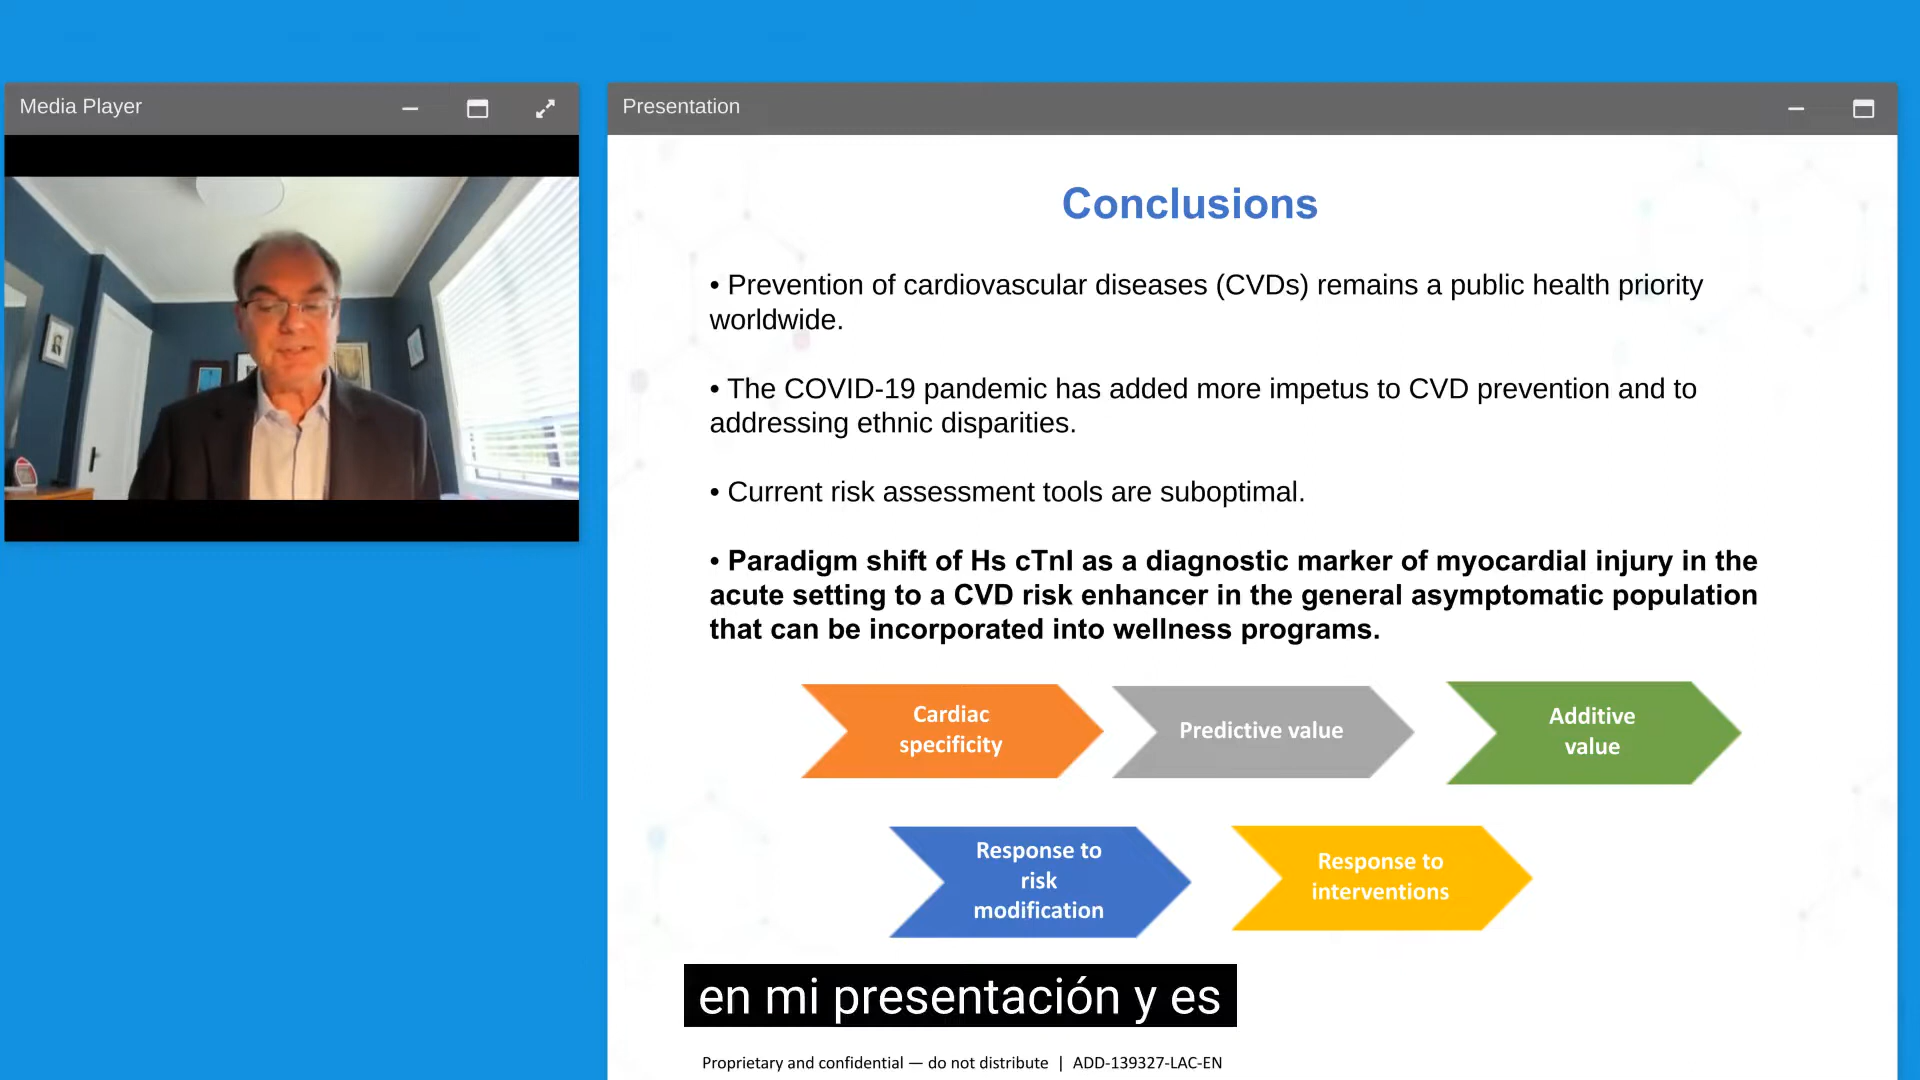 Media Player
Presentation
Conclusions
• Prevention of cardiovascular diseases (CVDs) remains a public health priority
worldwide.
• The COVID-19 pandemic has added more impetus to CVD prevention and to
addressing ethnic disparities.
• Current risk assessment tools are suboptimal.
• Paradigm shift of Hs cTnI as a diagnostic marker of myocardial injury in the
acute setting to a CVD risk enhancer in the general asymptomatic population
that can be incorporated into wellness programs.
Cardiac
specificity
Predictive value
Additive
value
Response to
risk
modification
Response to
interventions
en mi presentación y es
Proprietary and confidential — do not distribute | ADD-139327-LAC-EN